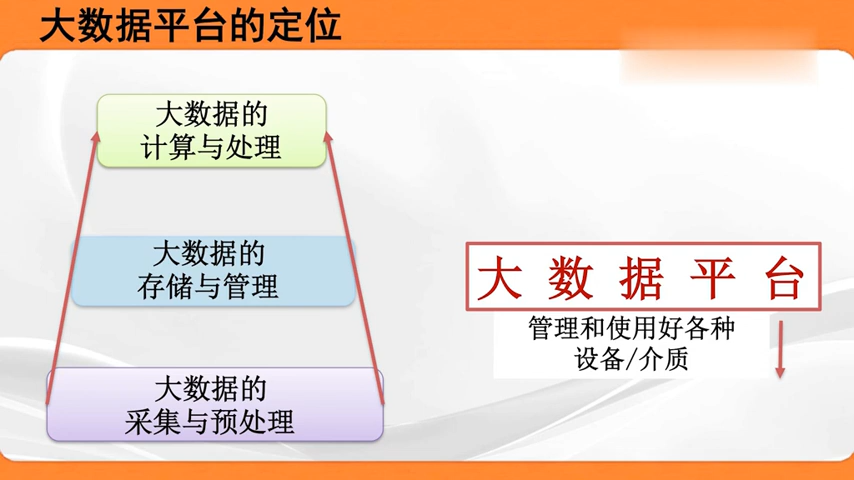 大数据平台的定位
大数据的
计算与处理
大数据的
存储与管理
大数据平台
管理和使用好各种
设备/介质
大数据的
采集与预处理